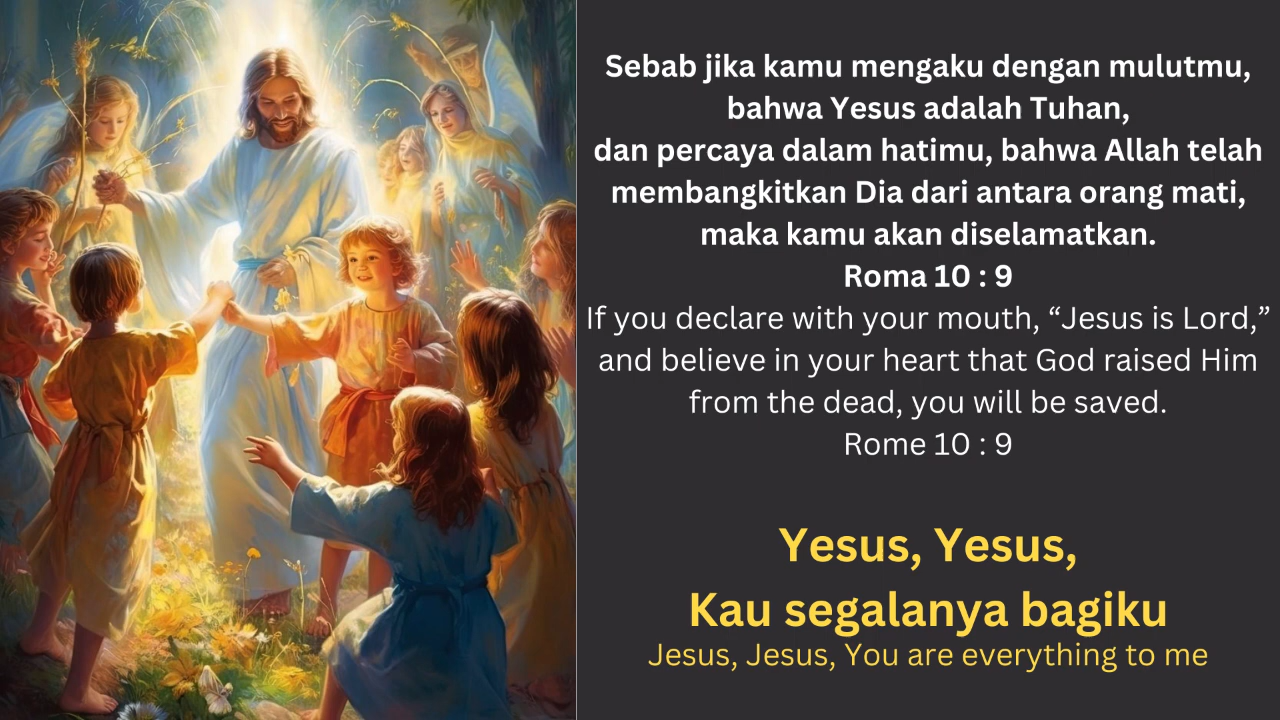 Sebab jika kamu mengaku dengan mulutmu,
bahwa Yesus adalah Tuhan,
dan percaya dalam hatimu, bahwa Allah telah
membangkitkan Dia dari antara orang mati,
maka kamu akan diselamatkan.
Roma 10 : 9
If you declare with your mouth, “Jesus is Lord,”
and believe in your heart that God raised Him
from the dead, you will be saved.
Rome 10 : 9
Yesus, Yesus,
Kau segalanya bagiku
Jesus, Jesus, You are everything to me